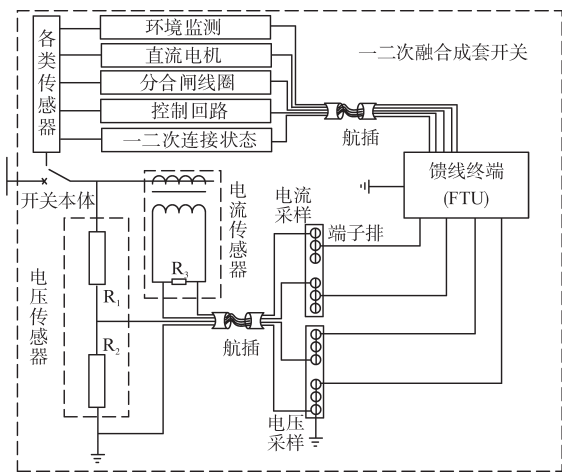 各类传感器
环境监测
直流电机
分合闸线圈
控制回路
一二次连接状态
一二次融合成套开关
航插
馈线终端
(FTU)
开关本体
电流传感器
R3
电流
采样
端子排
电压传感器
R1
R2
航插
电压
采样